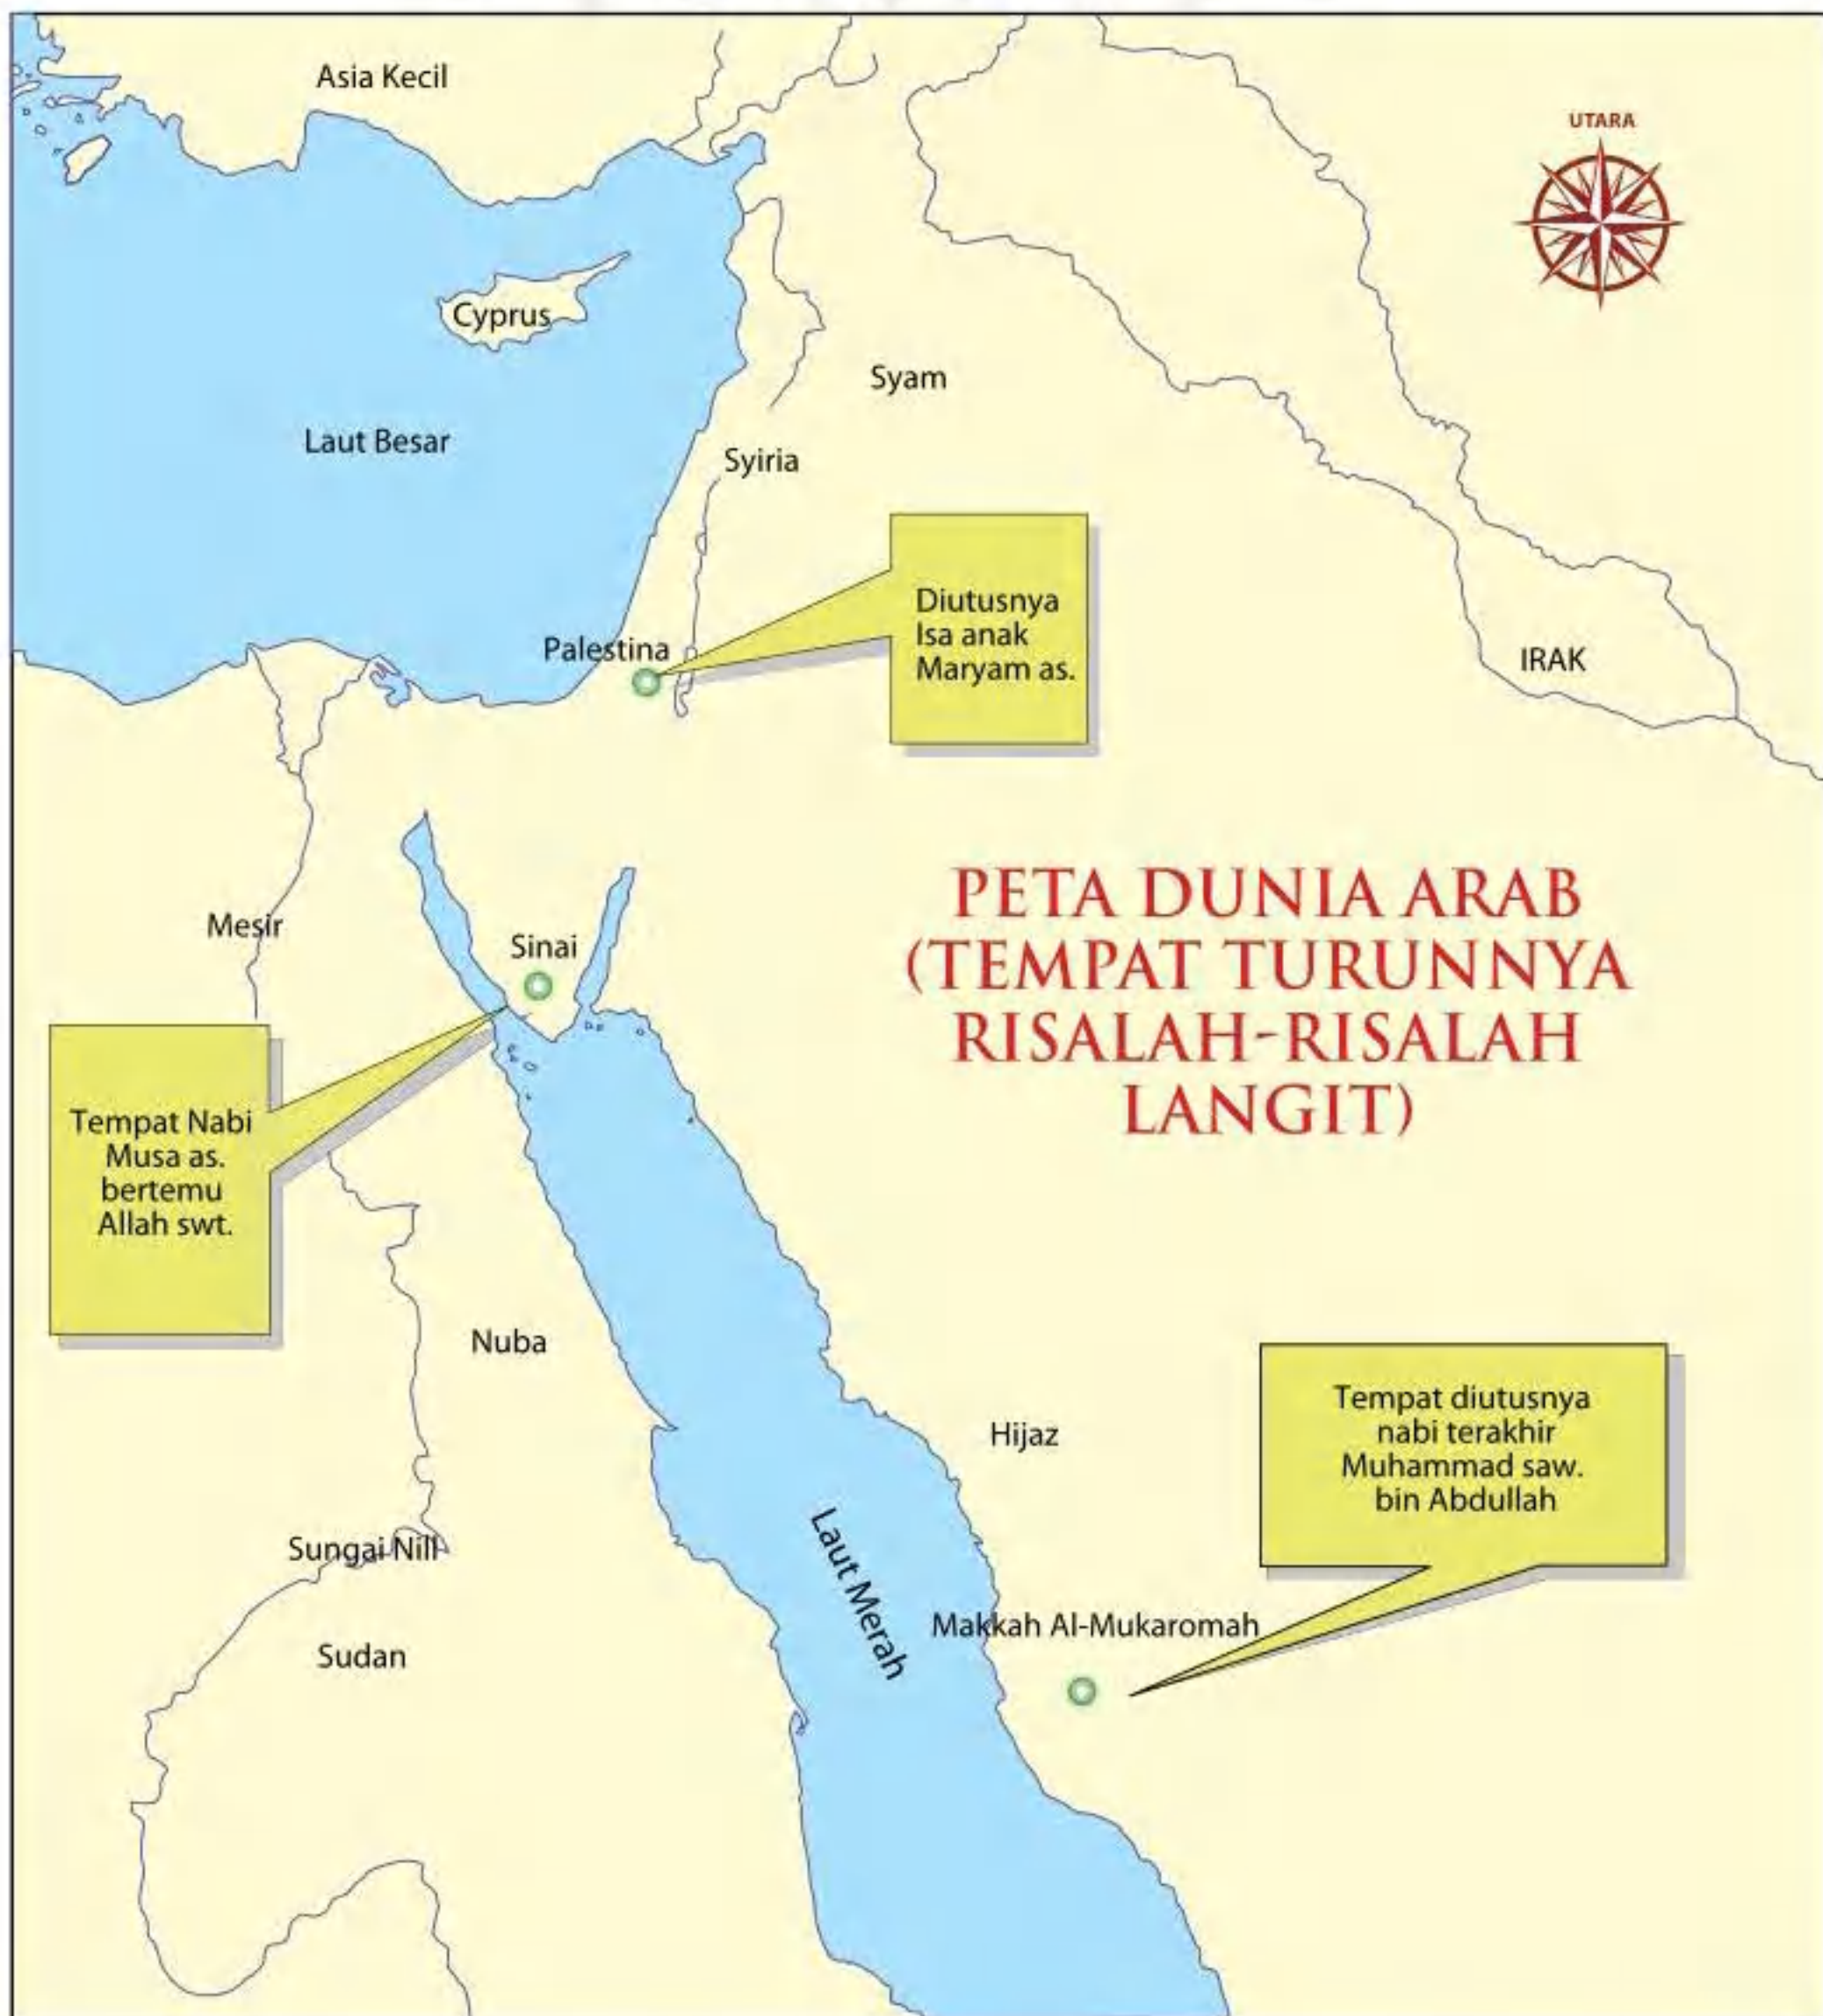 Asia Kecil
UTARA
Cyprus
Syam
Laut Besar
Syiria
Diutusnya
Isa anak
Maryam as.
Palestina
IRAK
PETA DUNIA ARAB
(TEMPAT TURUNNYA
RISALAH-RISALAH
LANGIT)
Mesir
Sinai
Tempat Nabi
Musa as.
bertemu
Allah swt.
Nuba
Tempat diutusnya
nabi terakhir
Muhammad saw.
bin Abdullah
Hijaz
Sungai Nill
Laut Merah
Makkah Al-Mukaromah
Sudan